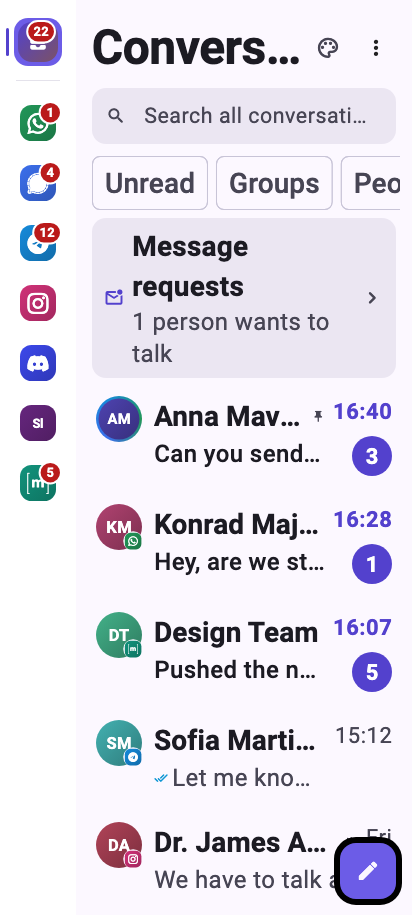 22
Convers...
Search all conversati...
1
4
12
SI
[m]
5
Unread
Groups
Peo
Message
requests
1 person wants to
talk
AM
Anna Mav...
16:40
Can you send...
3
KM
Konrad Maj...
16:28
Hey, are we st...
1
DT
[m]
Design Team
16:07
Pushed the n...
5
SM
Sofia Marti...
15:12
Let me kno...
DA
Dr. James A...
Fri
We have to talk a